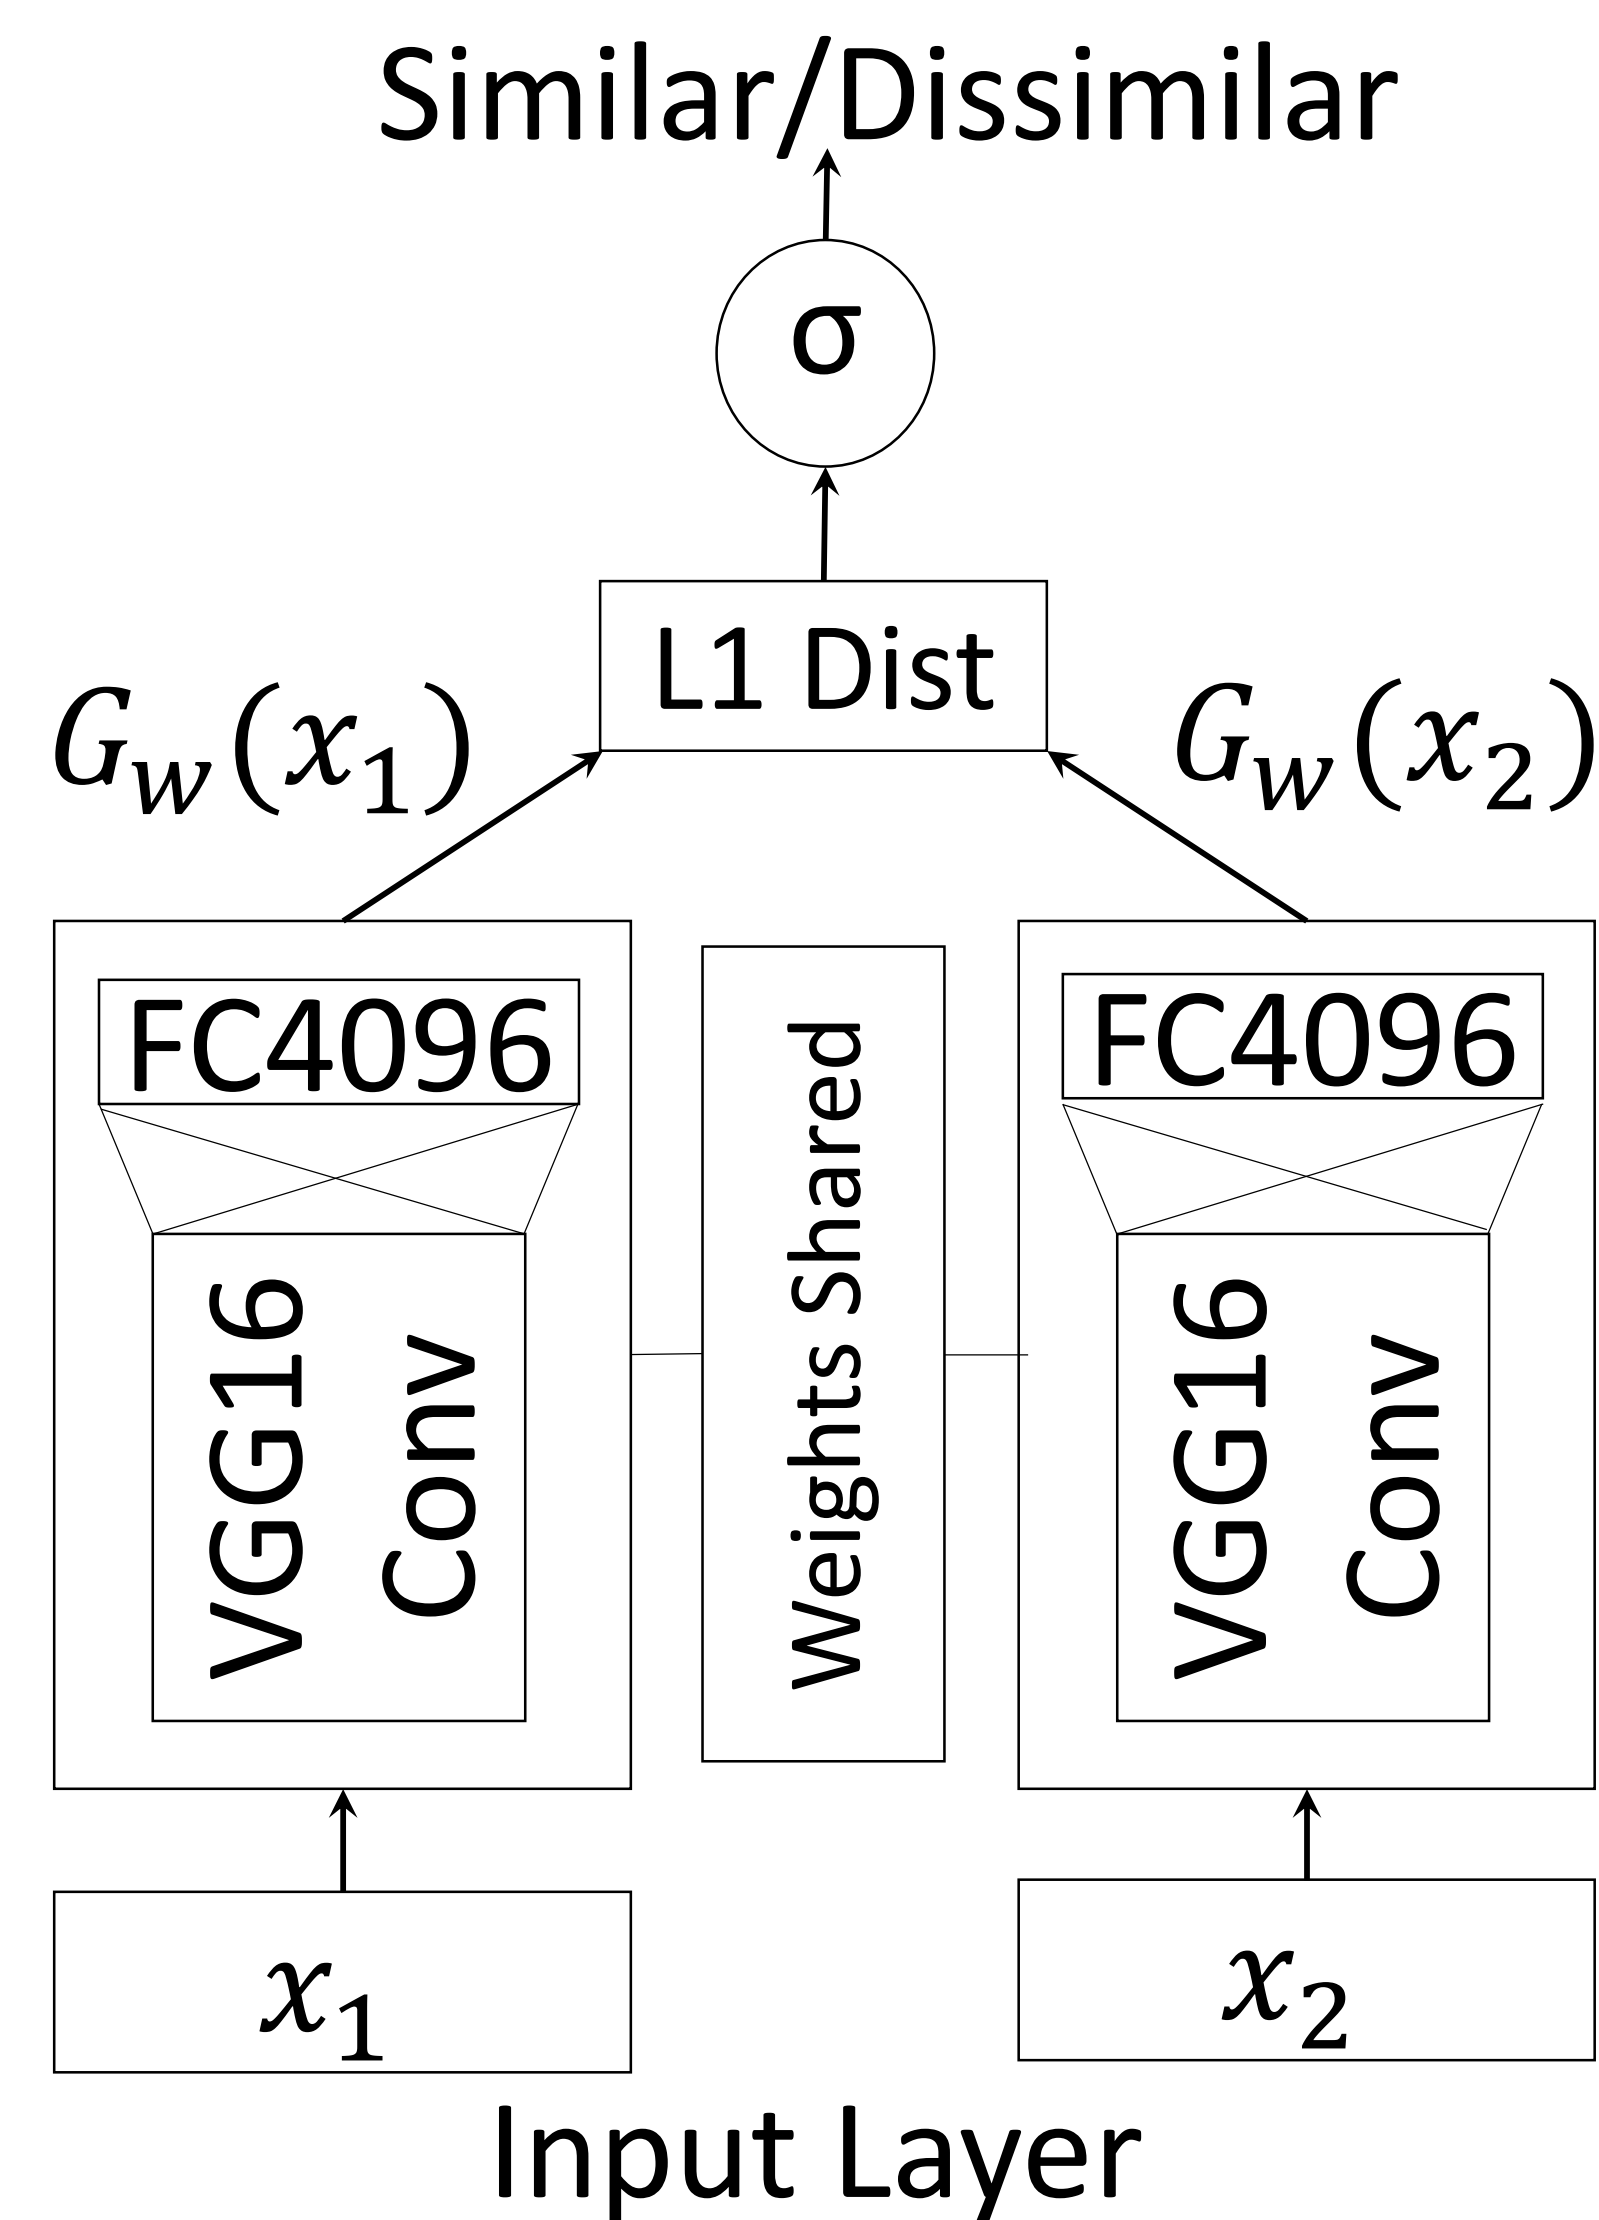 Similar/Dissimilar
σ
L1 Dist
G_w(x_1)
G_w(x_2)
FC4096
FC4096
Weights Shared
VGG16
Conv
VGG16
Conv
x_1
x_2
Input Layer